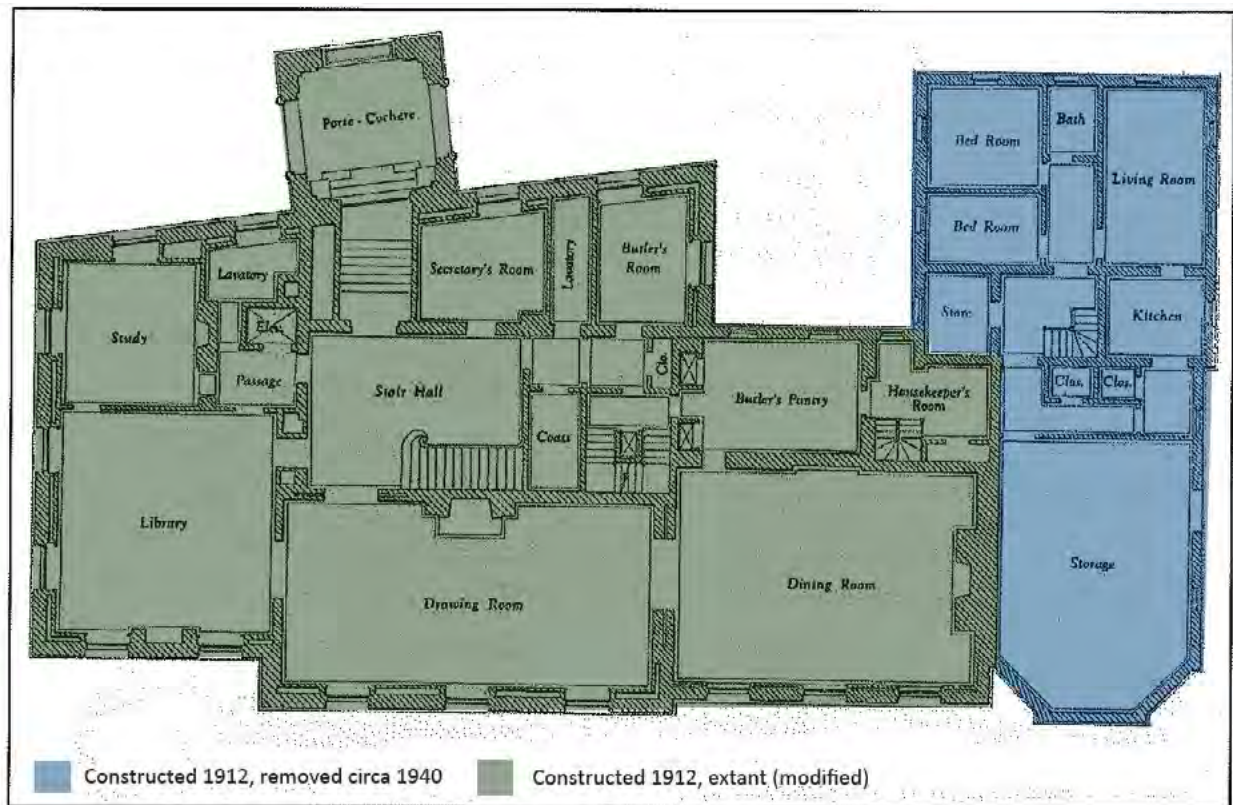 Porte-Cochere
Bed Room
Bath
Living Room
Bed Room
Secretary's Room
Lavatory
Butler's
Room
Lavatory
Study
Elev.
Passage
Stair Hall
Clo.
Store
Kitchen
Clos.
Clos.
Butler's Pantry
Housekeeper's
Room
Coats
Library
Drawing Room
Dining Room
Storage
Constructed 1912, removed circa 1940
Constructed 1912, extant (modified)